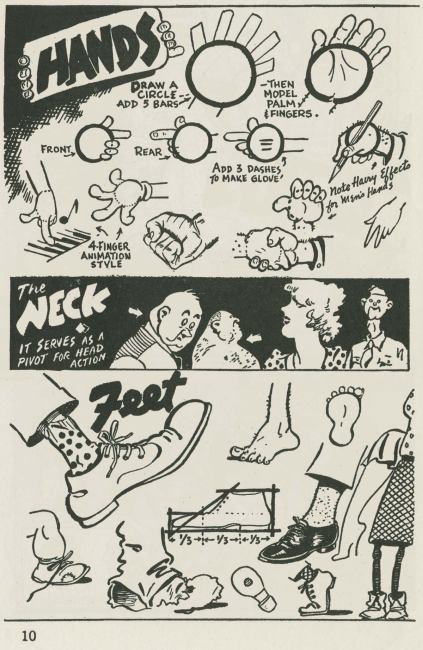 HANDS
DRAW A
CIRCLE--
ADD 5 BARS
-THEN
MODEL
PALM
& FINGERS.
FRONT
REAR
ADD 3 DASHES
TO MAKE GLOVE
4-FINGER
ANIMATION
STYLE
Note Hairy Effects
for Men's Hands
The
NECK
IT SERVES AS A
PIVOT FOR HEAD
ACTION
Feet
1/3 1/3 1/3
10